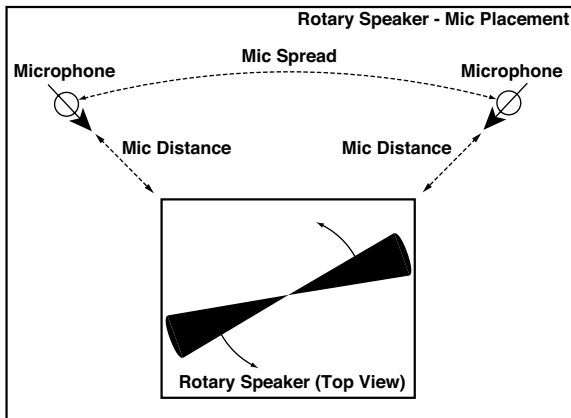 Rotary Speaker - Mic Placement
Mic Spread
Microphone
Microphone
Mic Distance
Mic Distance
Rotary Speaker (Top View)